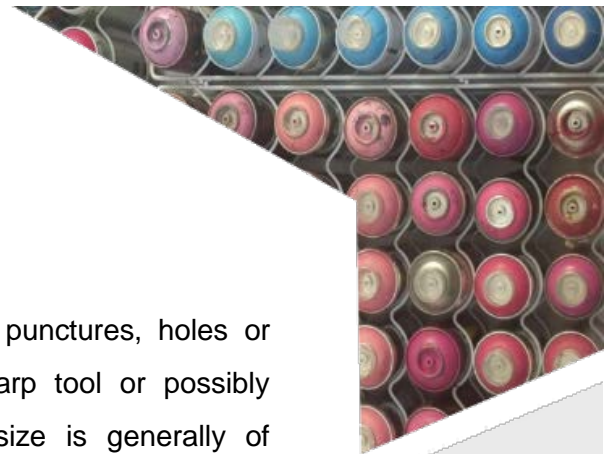 punctures, holes or
arp tool or possibly
size is generally of